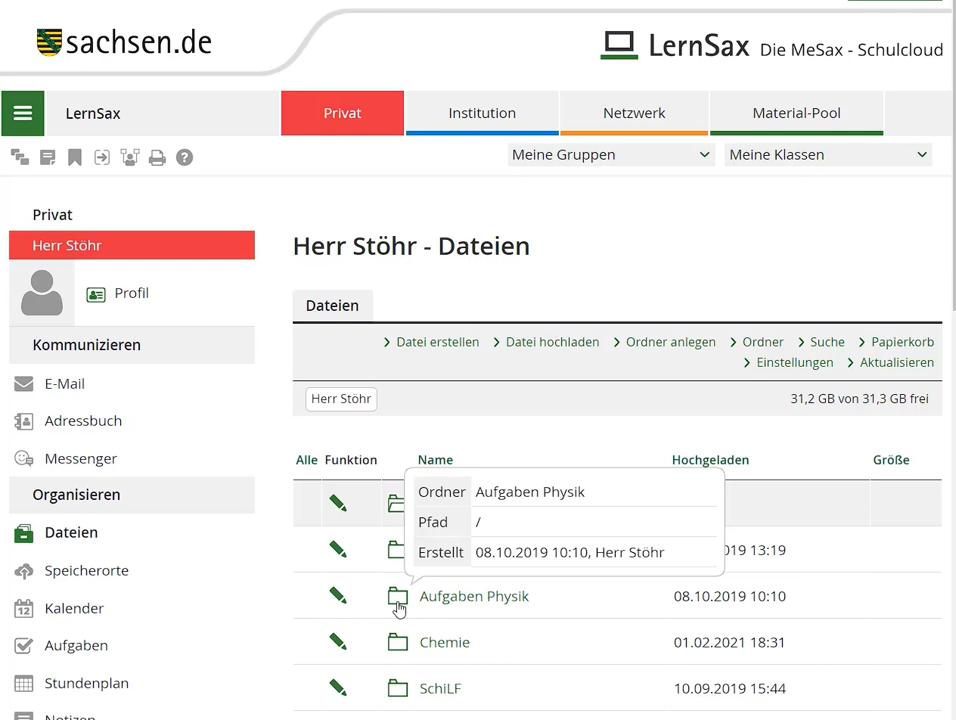 sachsen.de
LernSax Die MeSax - Schulcloud
LernSax
Privat
Institution
Netzwerk
Material-Pool
Meine Gruppen
Meine Klassen
Privat
Herr Stöhr
Profil
Kommunizieren
E-Mail
Adressbuch
Messenger
Organisieren
Dateien
Speicherorte
Kalender
Aufgaben
Stundenplan
Notizen
Herr Stöhr - Dateien
Dateien
Datei erstellen
Datei hochladen
Ordner anlegen
Ordner
Suche
Papierkorb
Einstellungen
Aktualisieren
Herr Stöhr
31,2 GB von 31,3 GB frei
Alle Funktion Name Hochgeladen Größe
Ordner Aufgaben Physik
Pfad /
Erstellt 08.10.2019 10:10, Herr Stöhr
19 13:19
Aufgaben Physik 08.10.2019 10:10
Chemie 01.02.2021 18:31
SchiLF 10.09.2019 15:44